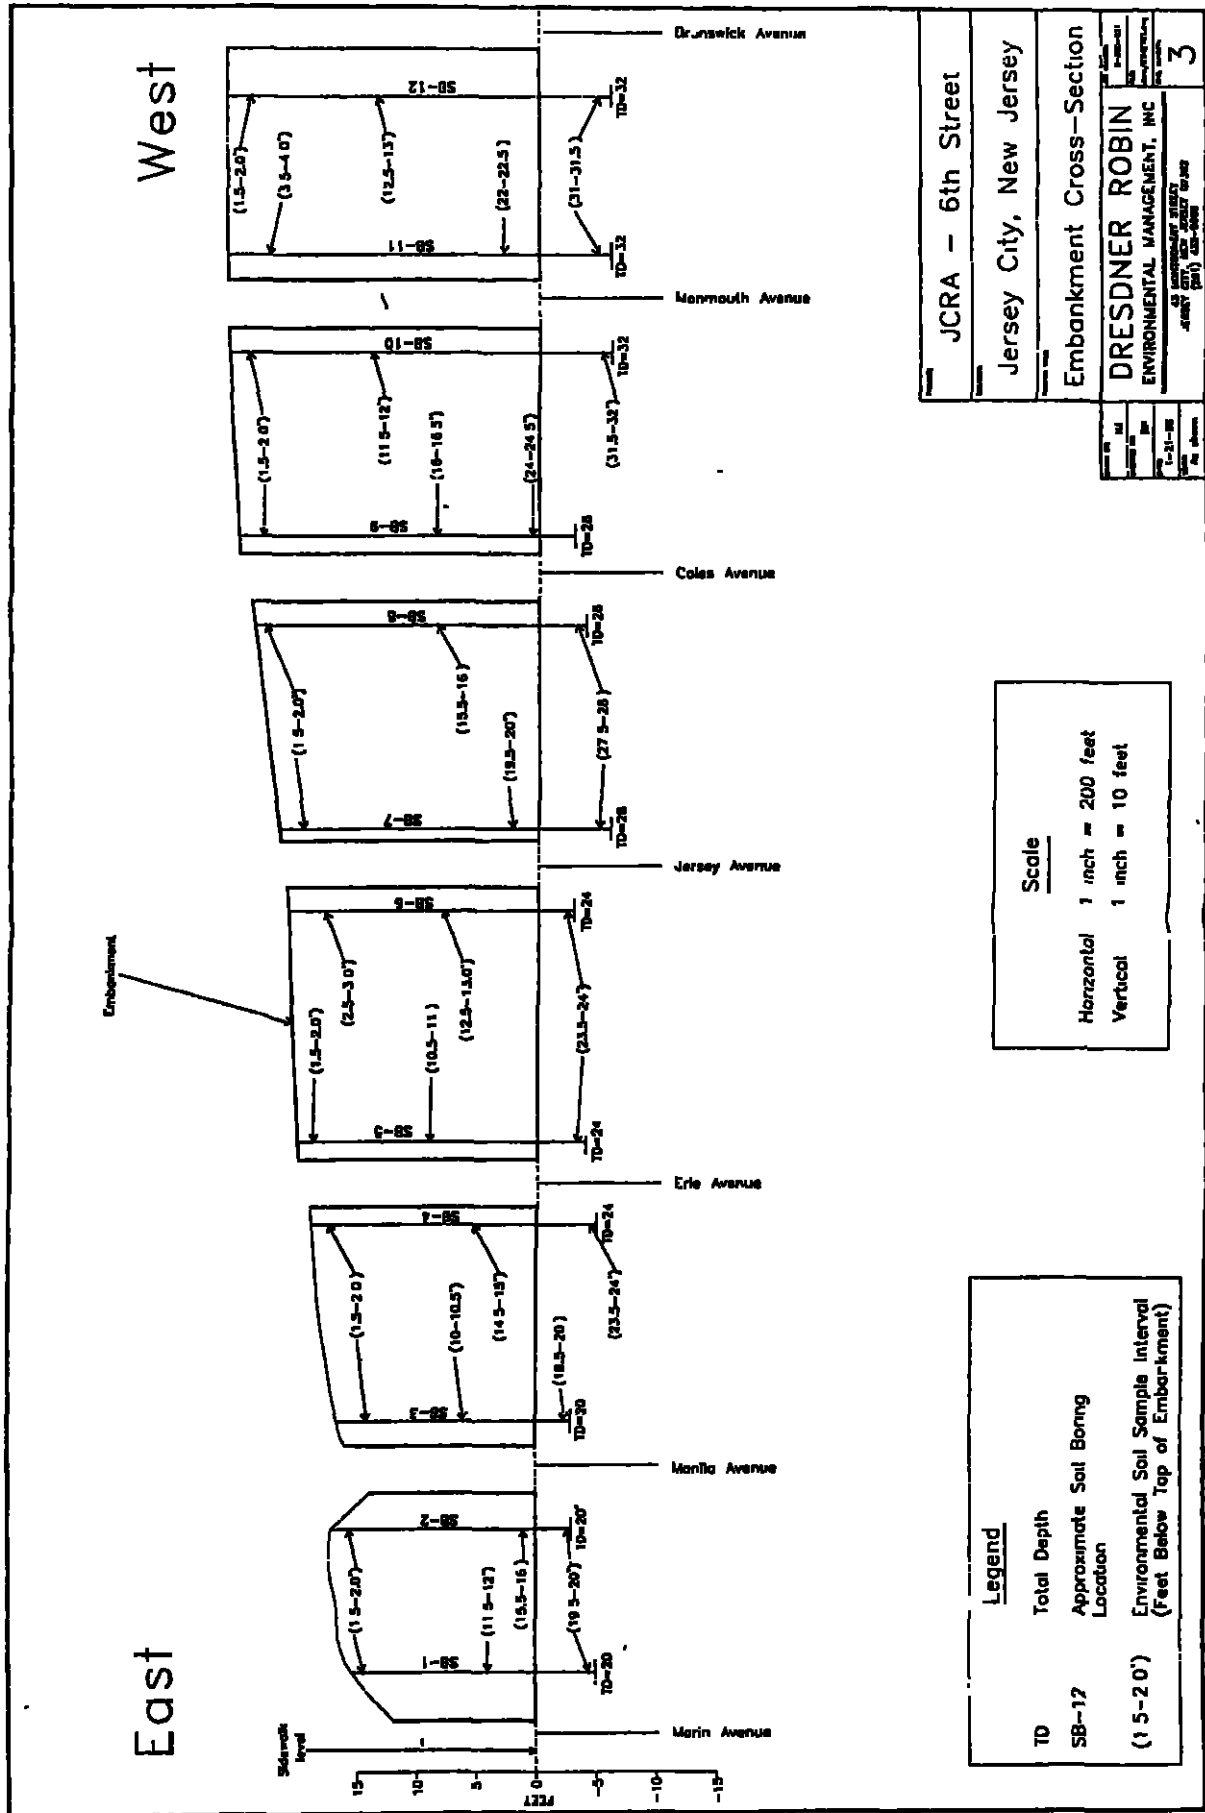 East
West
Embankment
Sidewalk
level
15
10
5
0
-5
-10
-15
FEET
SB-1
(1 5-2.0')
(11 5-12')
(15.5-16)
(19 5-20')
TD=20
SB-2
TD=20'
SB-3
(1.5-2 0)
(10-10.5')
(14 5-15')
(19.5-20)
TD=20
SB-4
(23.5-24')
TD=24
SB-5
(1.5-2.0')
(2.5-3 0')
(10.5-11)
(12.5-13.0')
(23.5-24')
TD=24
SB-6
TD=24
SB-7
(1 5-2.0')
(15.5-16)
(19.5-20')
(27 5-28)
TD=28
SB-8
TD=28
SB-9
(1.5-2 0')
(11 5-12')
(16-16 5')
(24-24 5')
TD=28
SB-10
(31.5-32')
TD=32
SB-11
(1.5-2.0')
(3 5-4 0')
(12.5-13')
(22-22.5')
(31-31.5)
TD=32
SB-12
TD=32
Marin Avenue
Manila Avenue
Erie Avenue
Jersey Avenue
Coles Avenue
Monmouth Avenue
Brunswick Avenue
Legend
TD Total Depth
SB-12 Approximate Soil Boring
Location
(1 5-2 0') Environmental Soil Sample Interval
(Feet Below Top of Embankment)
Scale
Horizontal 1 inch = 200 feet
Vertical 1 inch = 10 feet
JCRA - 6th Street
Jersey City, New Jersey
Embankment Cross-Section
DRESDNER ROBIN
ENVIRONMENTAL MANAGEMENT, INC
43 MONTGOMERY STREET
JERSEY CITY, NEW JERSEY
As shown
3